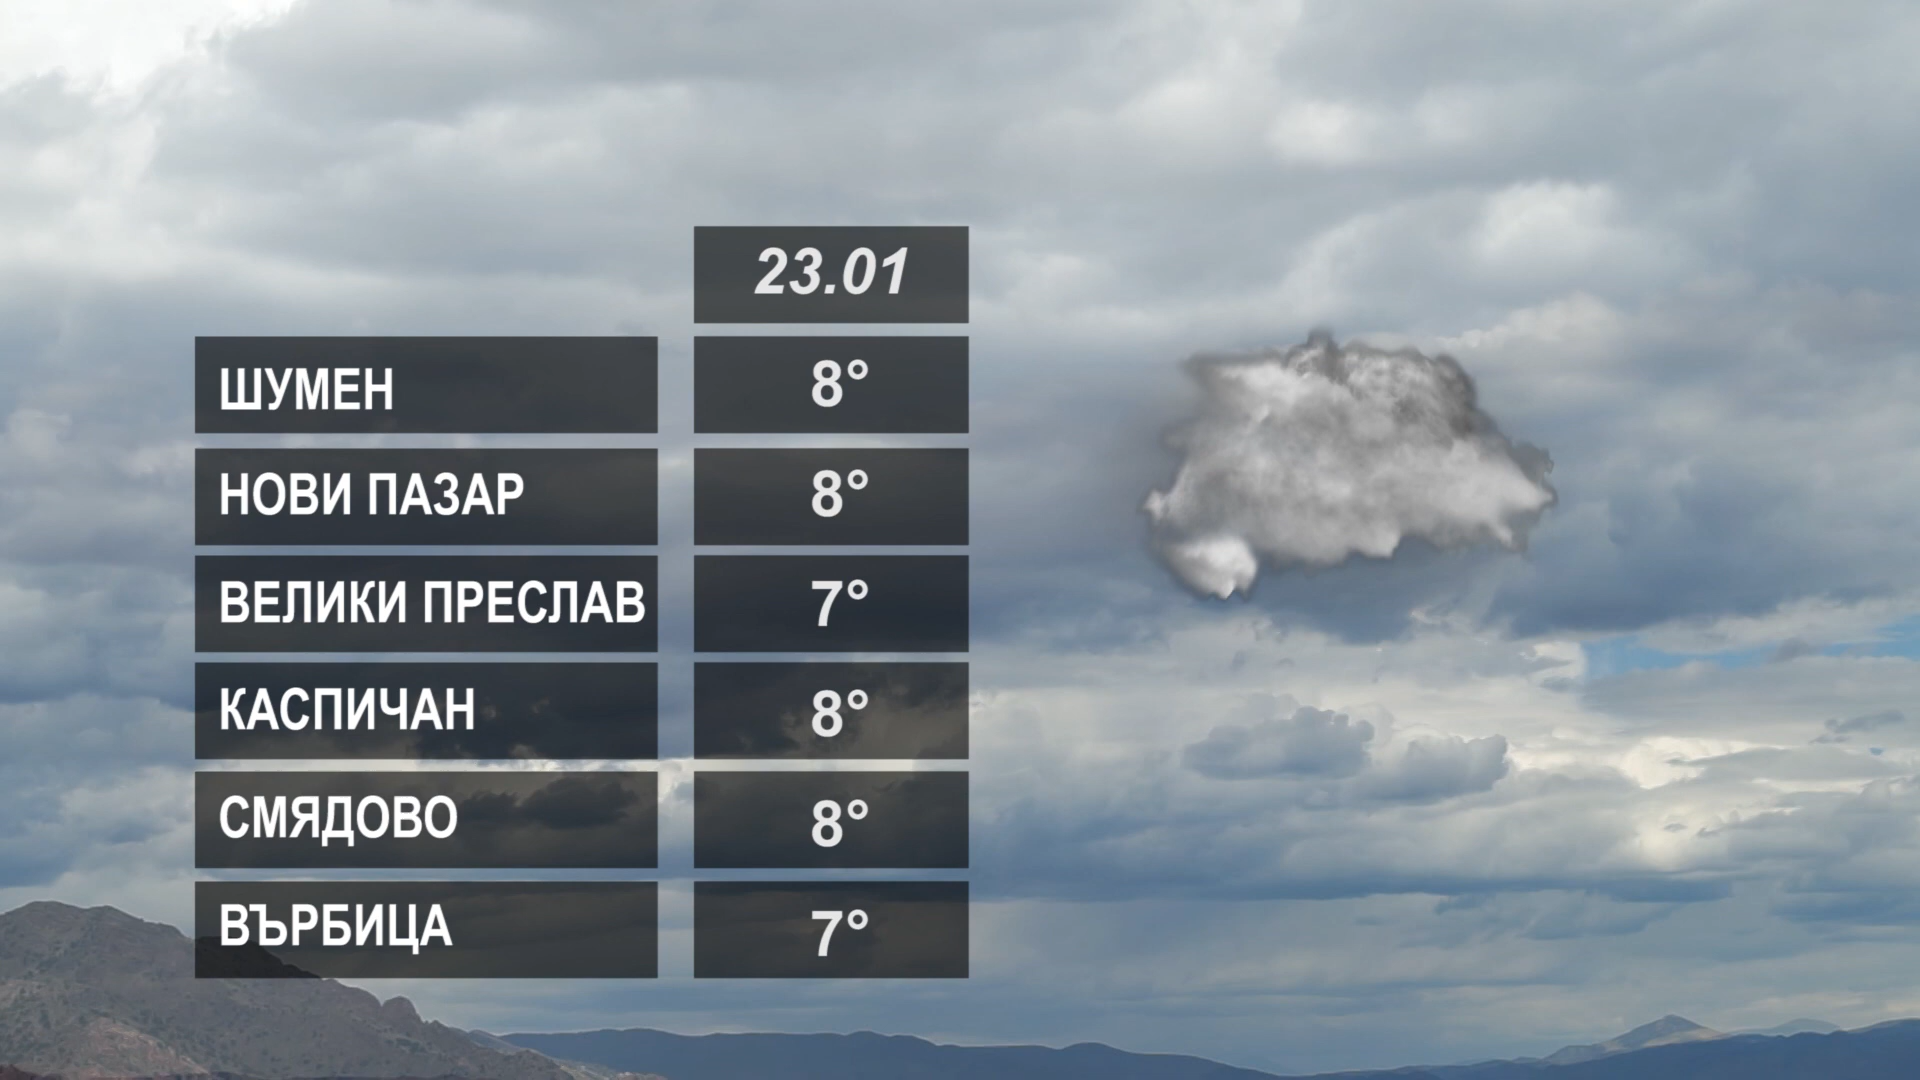 23.01
ШУМЕН 8°
НОВИ ПАЗАР 8°
ВЕЛИКИ ПРЕСЛАВ 7°
КАСПИЧАН 8°
СМЯДОВО 8°
ВЪРБИЦА 7°